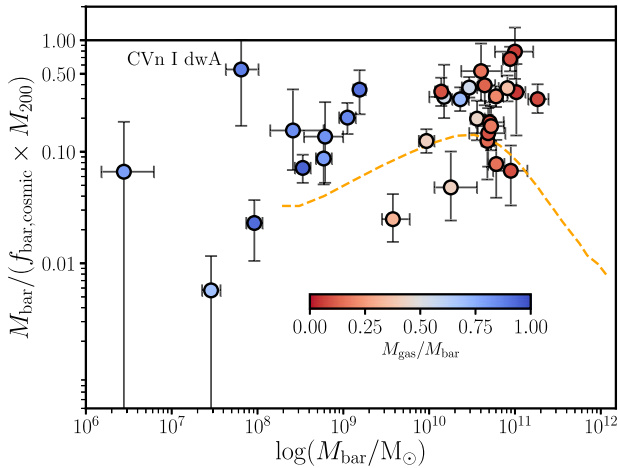 1.00
CVn I dwA
0.50
0.10
0.01
M_bar/(f_bar,cosmic × M_200)
0.00 0.25 0.50 0.75 1.00
M_gas/M_bar
10^6 10^7 10^8 10^9 10^10 10^11 10^12
log(M_bar/M_⊙)